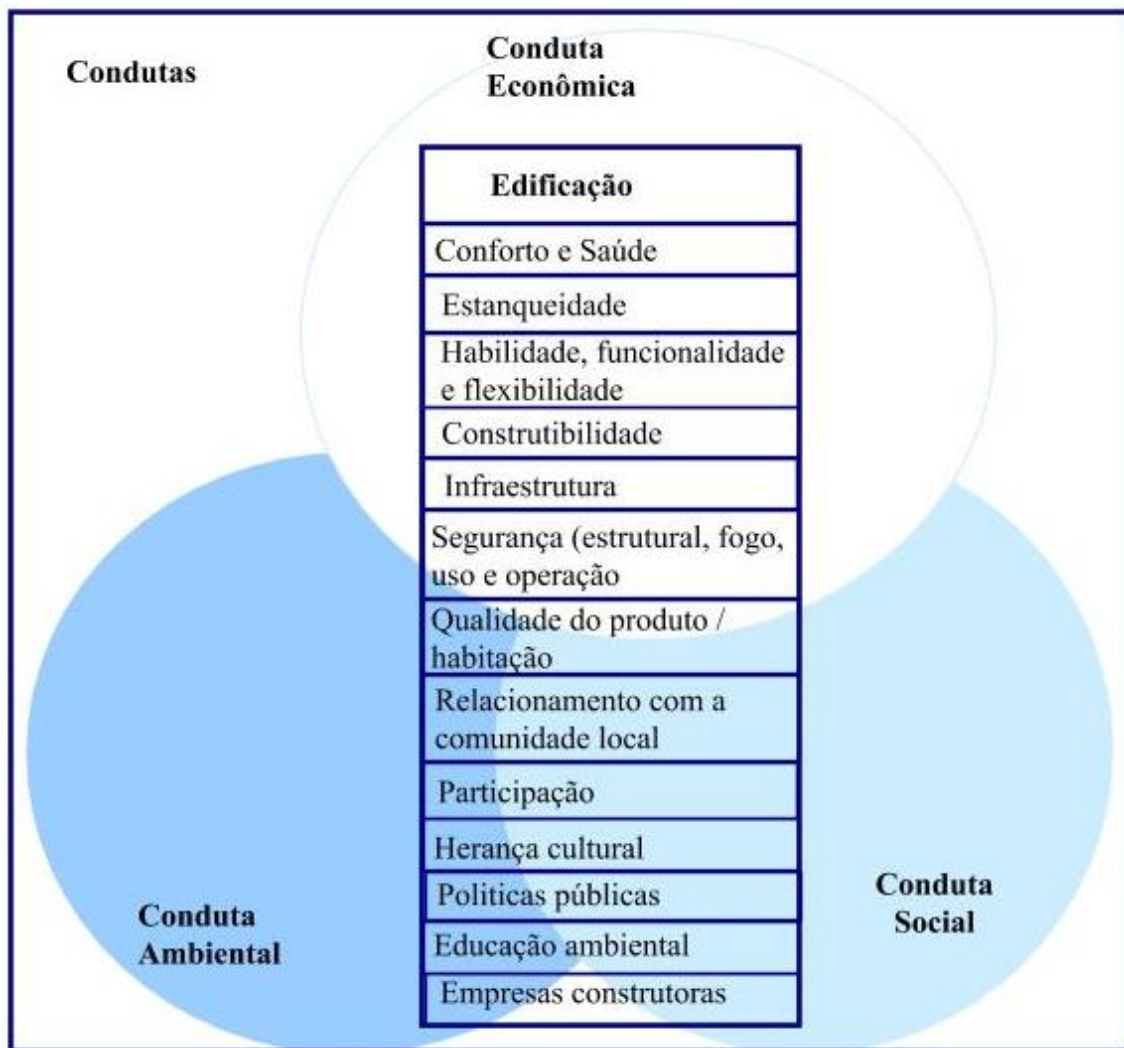 Condutas
Conduta
Econômica
Edificação
Conforto e Saúde
Estanqueidade
Habilidade, funcionalidade
e flexibilidade
Construtibilidade
Infraestrutura
Segurança (estrutural, fogo,
uso e operação
Qualidade do produto /
habitação
Relacionamento com a
comunidade local
Participação
Herança cultural
Politicas públicas
Educação ambiental
Empresas construtoras
Conduta
Ambiental
Conduta
Social